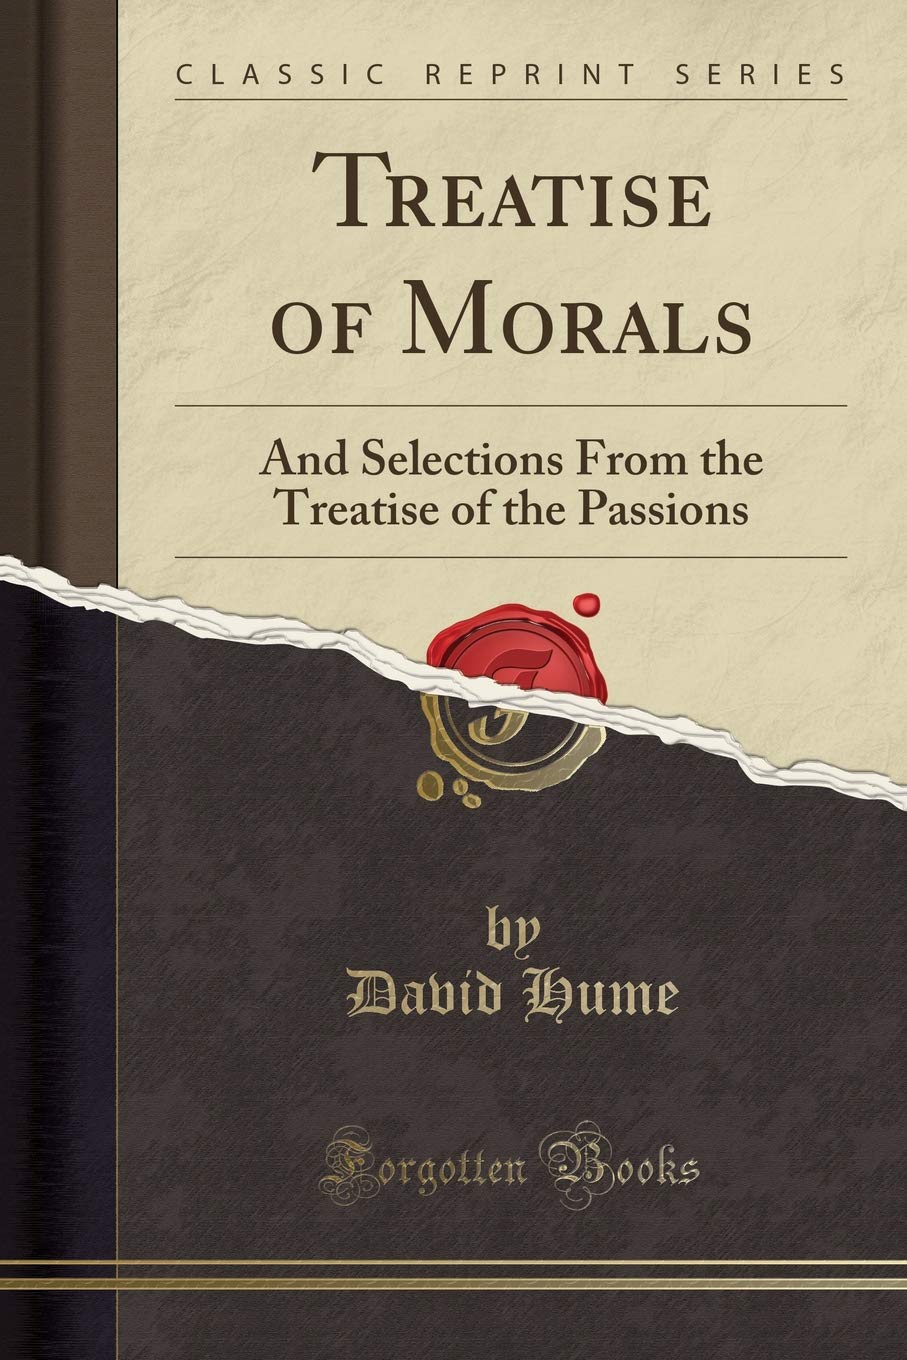 CLASSIC REPRINT SERIES
TREATISE
OF MORALS
And Selections From the
Treatise of the Passions
by
David Hume
Forgotten Books